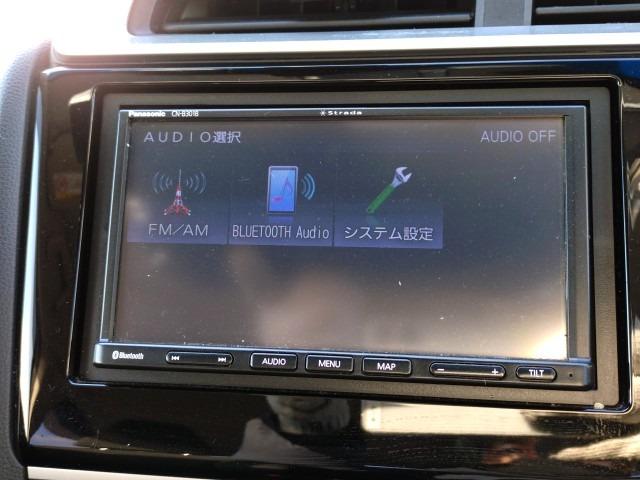 Panasonic CN-B301B
Strada
AUDIO選択
AUDIO OFF
FM/AM
BLUETOOTH Audio
システム設定
Bluetooth
AUDIO
MENU
MAP
− +
TILT